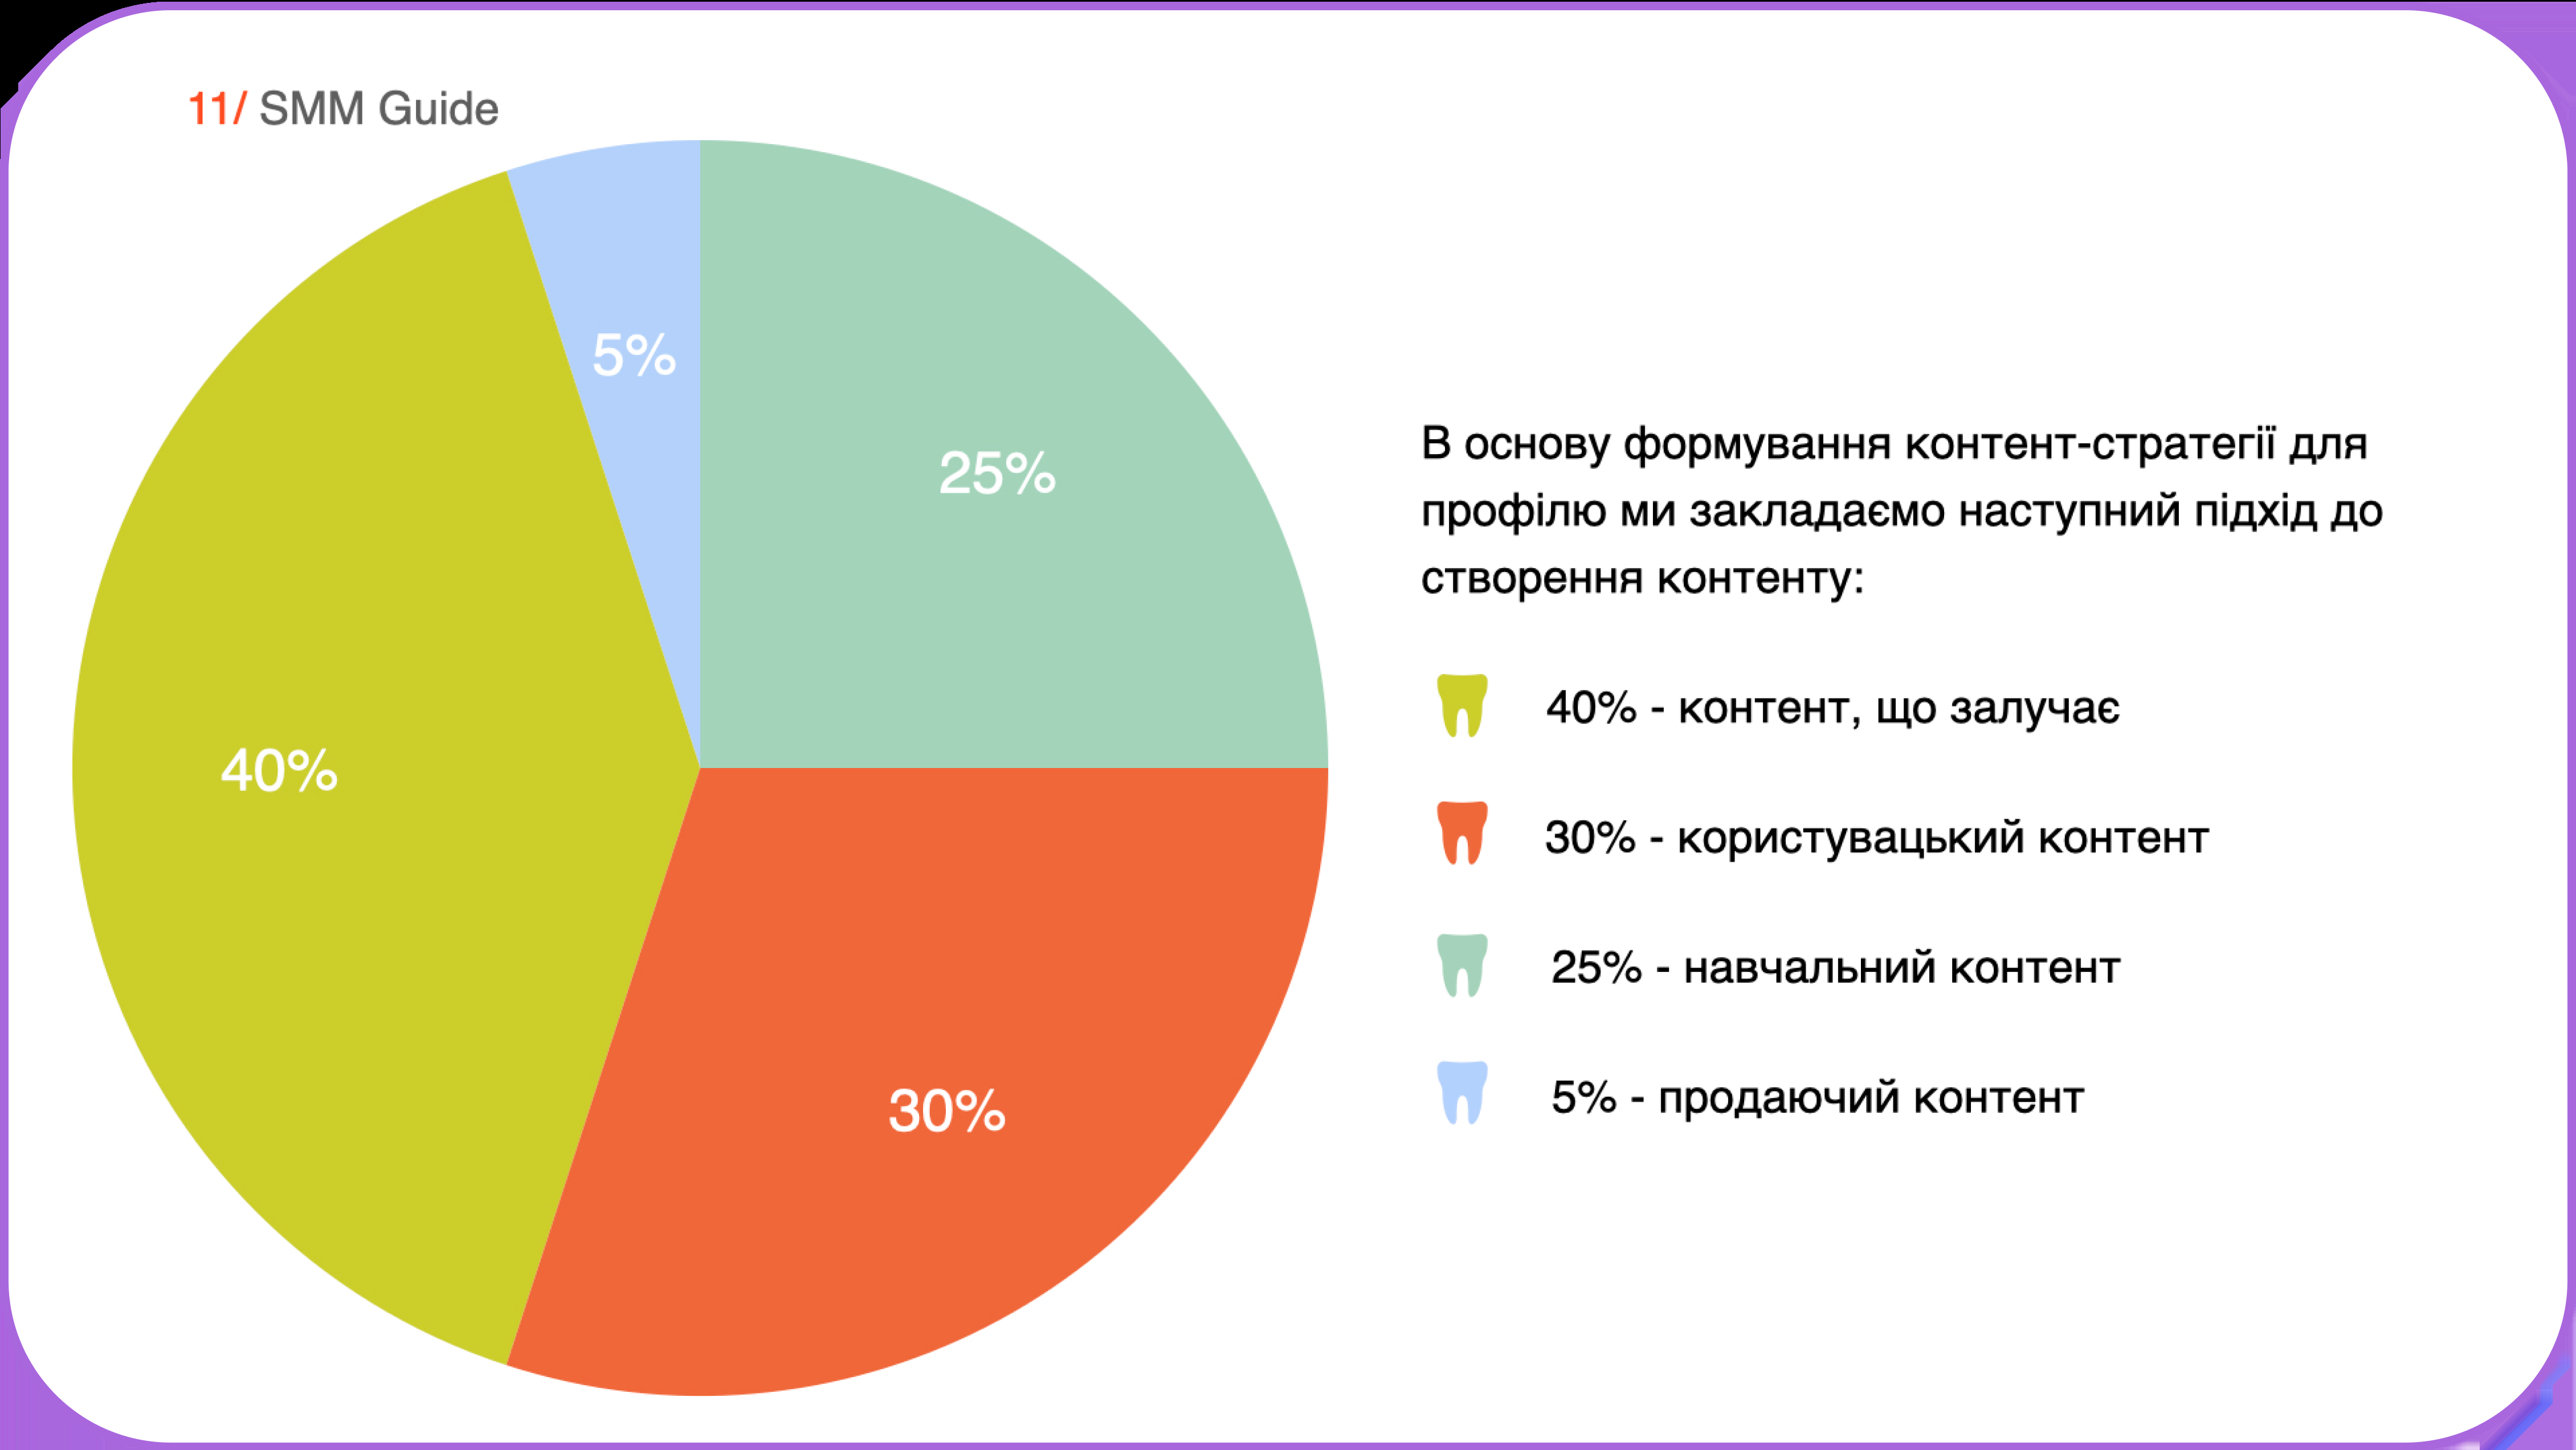 11/ SMM Guide
5%
25%
40%
30%
В основу формування контент-стратегії для
профілю ми закладаємо наступний підхід до
створення контенту:
40% - контент, що залучає
30% - користувацький контент
25% - навчальний контент
5% - продаючий контент